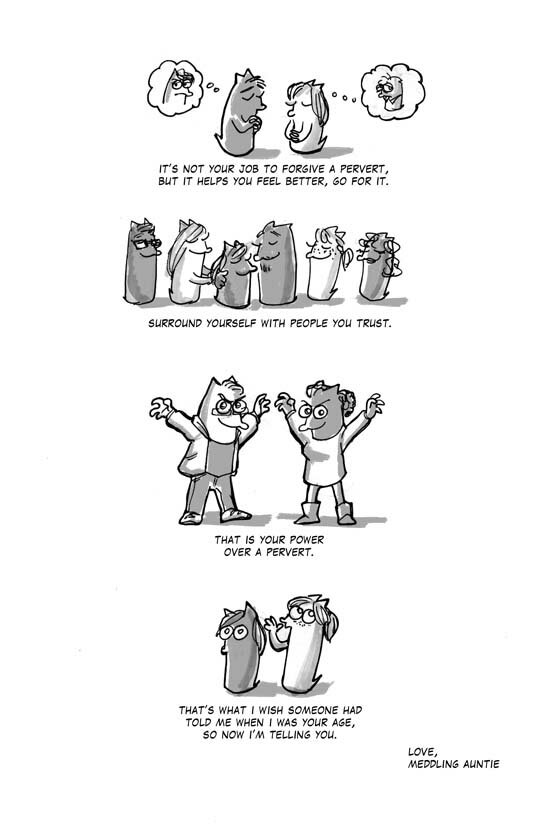 IT'S NOT YOUR JOB TO FORGIVE A PERVERT,
BUT IT HELPS YOU FEEL BETTER, GO FOR IT.
SURROUND YOURSELF WITH PEOPLE YOU TRUST.
THAT IS YOUR POWER
OVER A PERVERT.
THAT'S WHAT I WISH SOMEONE HAD
TOLD ME WHEN I WAS YOUR AGE,
SO NOW I'M TELLING YOU.
LOVE,
MEDDLING AUNTIE